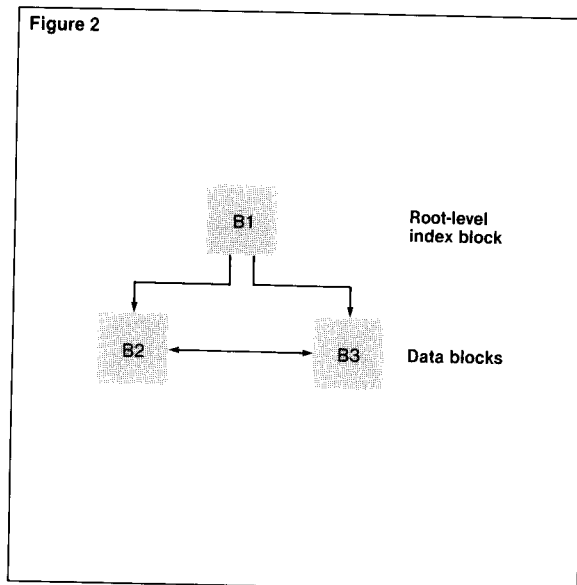 Figure 2
B1
Root-level
index block
B2
B3
Data blocks